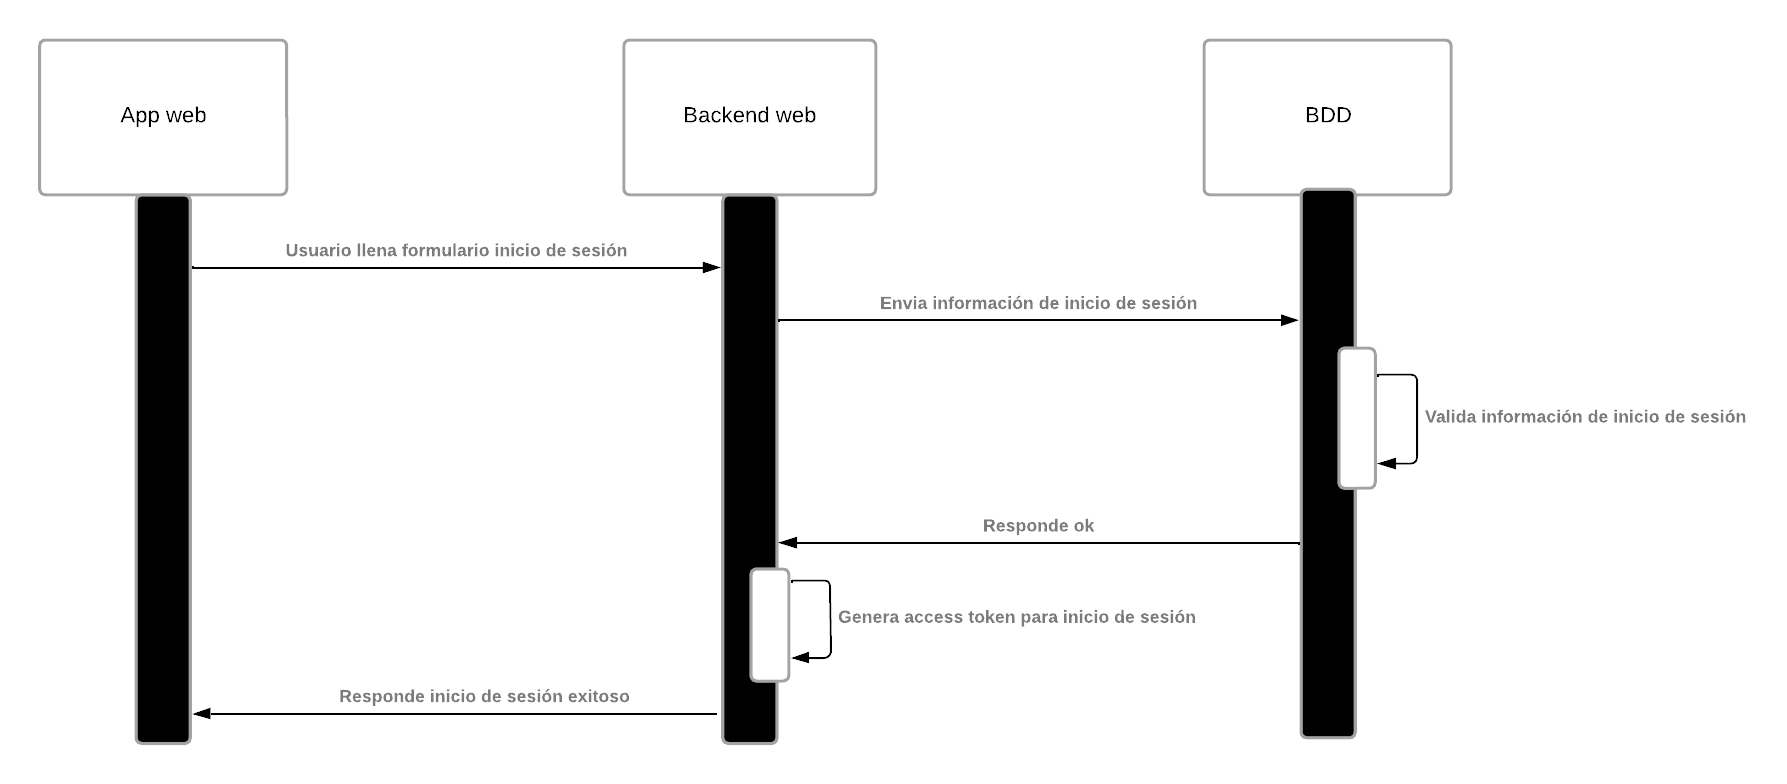 App web
Backend web
BDD
Usuario llena formulario inicio de sesión
Envia información de inicio de sesión
Valida información de inicio de sesión
Responde ok
Genera access token para inicio de sesión
Responde inicio de sesión exitoso